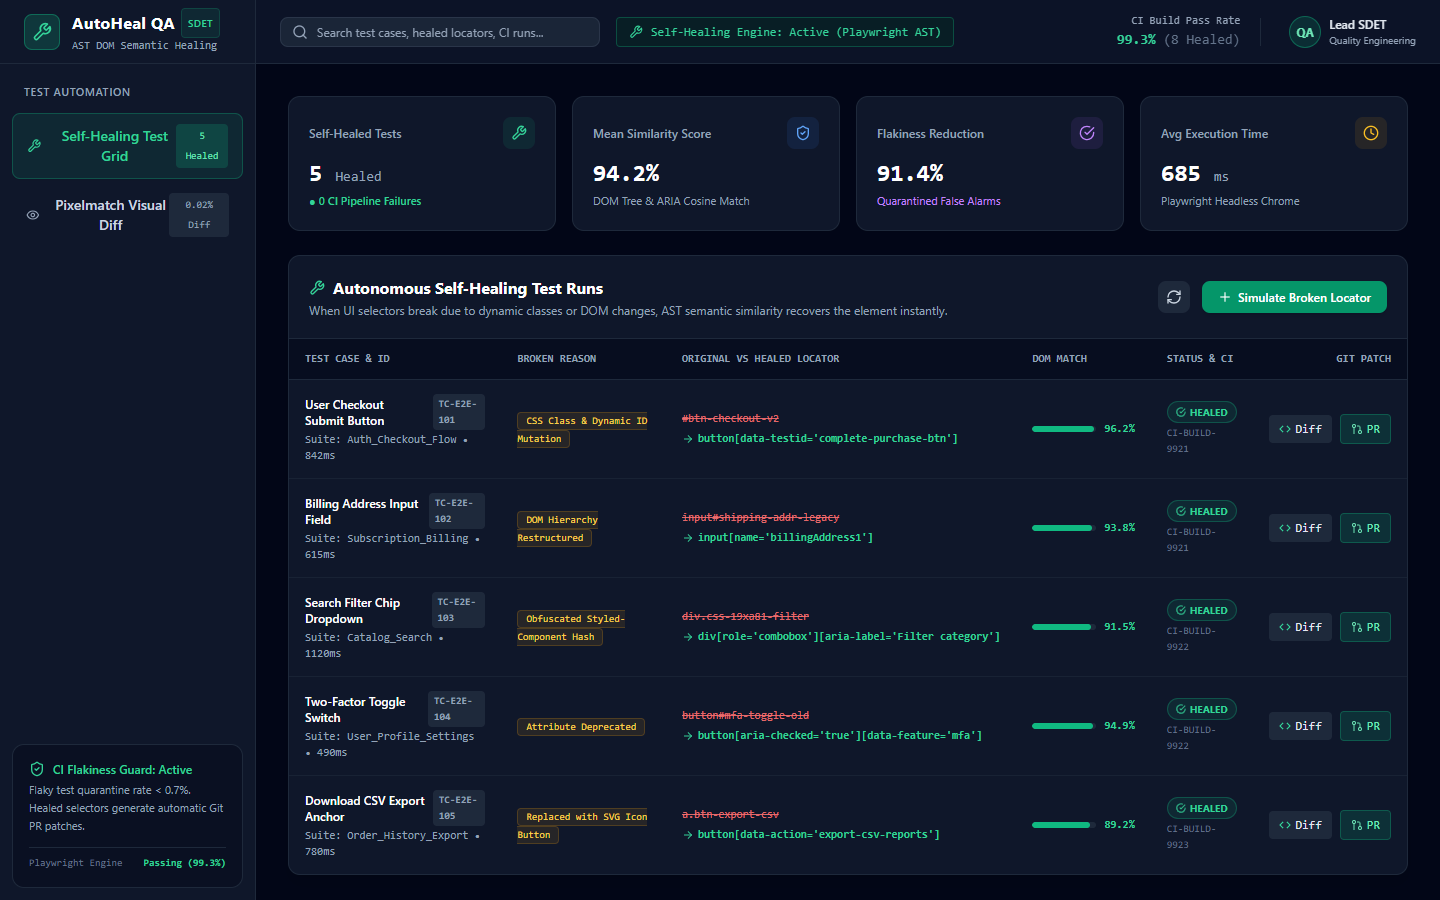 AutoHeal QA SDET
AST DOM Semantic Healing
Search test cases, healed locators, CI runs...
Self-Healing Engine: Active (Playwright AST)
CI Build Pass Rate
99.3% (8 Healed)
QA
Lead SDET
Quality Engineering
TEST AUTOMATION
Self-Healing Test Grid
5 Healed
Pixelmatch Visual Diff
0.02% Diff
Self-Healed Tests
5 Healed
● 0 CI Pipeline Failures
Mean Similarity Score
94.2%
DOM Tree & ARIA Cosine Match
Flakiness Reduction
91.4%
Quarantined False Alarms
Avg Execution Time
685 ms
Playwright Headless Chrome
Autonomous Self-Healing Test Runs
When UI selectors break due to dynamic classes or DOM changes, AST semantic similarity recovers the element instantly.
Simulate Broken Locator
TEST CASE & ID BROKEN REASON ORIGINAL VS HEALED LOCATOR DOM MATCH STATUS & CI GIT PATCH
User Checkout
Submit Button
TC-E2E-
101
Suite: Auth_Checkout_Flow •
842ms
CSS Class & Dynamic ID
Mutation
#btn-checkout-v2
→ button[data-testid='complete-purchase-btn']
96.2%
HEALED
CI-BUILD-
9921
Diff
PR
Billing Address Input
Field
TC-E2E-
102
Suite: Subscription_Billing •
615ms
DOM Hierarchy
Restructured
input#shipping-addr-legacy
→ input[name='billingAddress1']
93.8%
HEALED
CI-BUILD-
9921
Diff
PR
Search Filter Chip
Dropdown
TC-E2E-
103
Suite: Catalog_Search •
1120ms
Obfuscated Styled-
Component Hash
div.css-19xa01-filter
→ div[role='combobox'][aria-label='Filter category']
91.5%
HEALED
CI-BUILD-
9922
Diff
PR
Two-Factor Toggle
Switch
TC-E2E-
104
Suite: User_Profile_Settings
• 490ms
Attribute Deprecated
button#mfa-toggle-old
→ button[aria-checked='true'][data-feature='mfa']
94.9%
HEALED
CI-BUILD-
9922
Diff
PR
Download CSV Export
Anchor
TC-E2E-
105
Suite: Order_History_Export •
780ms
Replaced with SVG Icon
Button
a.btn-export-csv
→ button[data-action='export-csv-reports']
89.2%
HEALED
CI-BUILD-
9923
Diff
PR
CI Flakiness Guard: Active
Flaky test quarantine rate < 0.7%.
Healed selectors generate automatic Git
PR patches.
Playwright Engine Passing (99.3%)